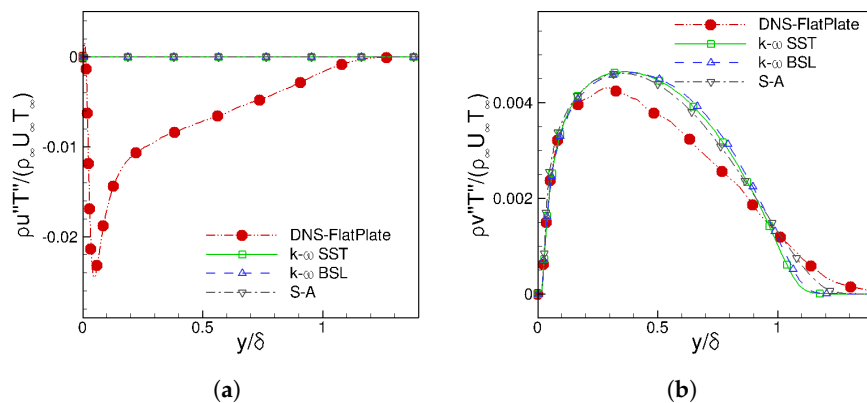 ρu"T"/(ρ∞U∞T∞)
0
-0.01
-0.02
DNS-FlatPlate
k-ω SST
k-ω BSL
S-A
0
0.5
1
y/δ
(a)
ρv"T"/(ρ∞U∞T∞)
0.004
0.002
0.000
DNS-FlatPlate
k-ω SST
k-ω BSL
S-A
0
0.5
1
y/δ
(b)